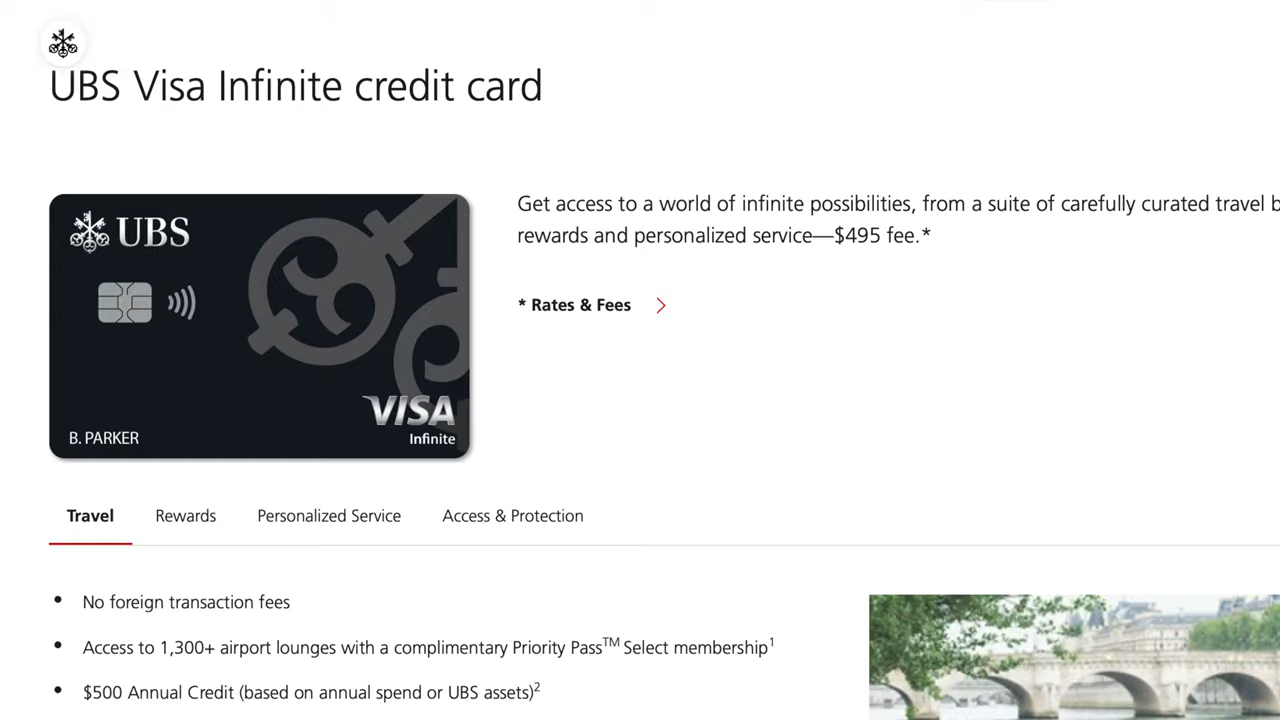 UBS Visa Infinite credit card
UBS
VISA
Infinite
B. PARKER
Get access to a world of infinite possibilities, from a suite of carefully curated travel
rewards and personalized service—$495 fee.*
* Rates & Fees
Travel Rewards Personalized Service Access & Protection
• No foreign transaction fees
• Access to 1,300+ airport lounges with a complimentary Priority Pass™ Select membership¹
• $500 Annual Credit (based on annual spend or UBS assets)²